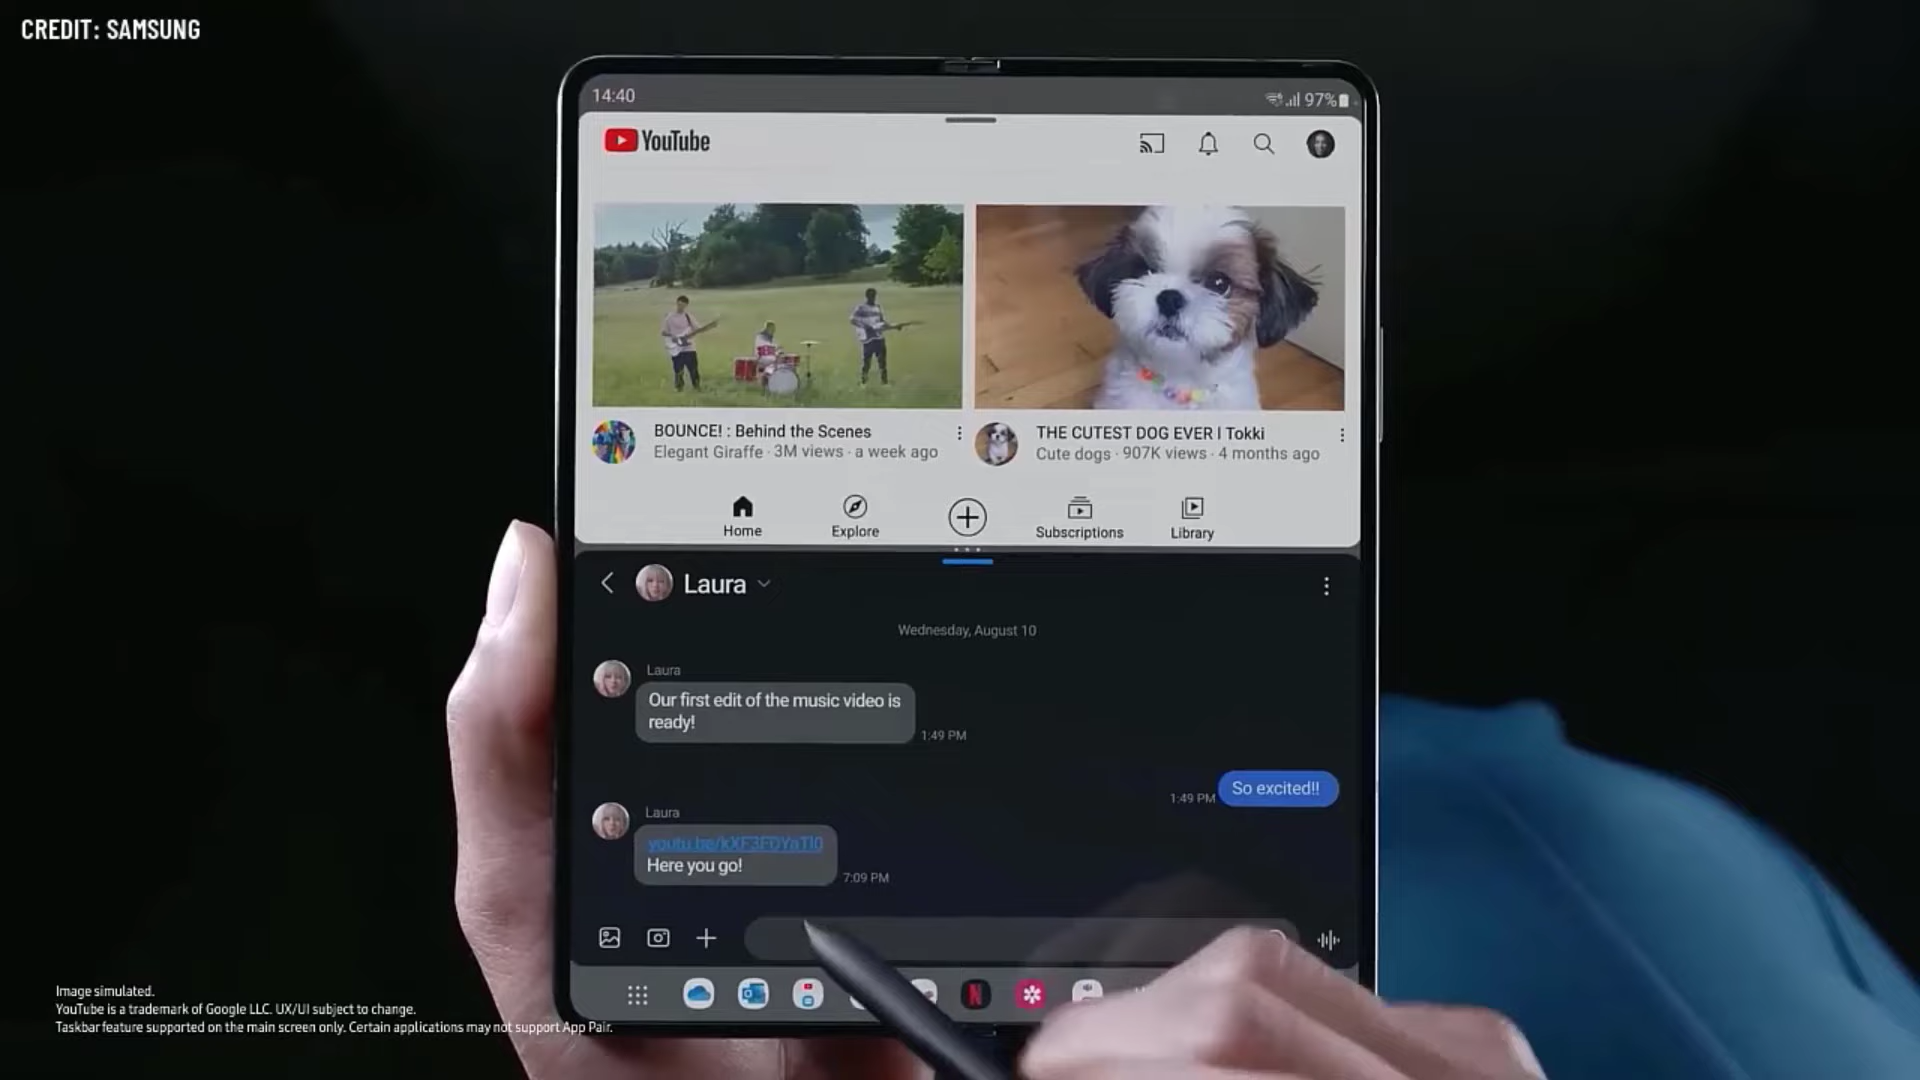 CREDIT: SAMSUNG
14:40
97%
YouTube
BOUNCE! : Behind the Scenes
Elegant Giraffe · 3M views · a week ago
THE CUTEST DOG EVER l Tokki
Cute dogs · 907K views · 4 months ago
Home
Explore
Subscriptions
Library
Laura
Wednesday, August 10
Laura
Our first edit of the music video is
ready!
1:49 PM
So excited!!
1:49 PM
Laura
Here you go!
7:09 PM
N
Image simulated.
YouTube is a trademark of Google LLC. UX/UI subject to change.
Taskbar feature supported on the main screen only. Certain applications may not support App Pair.